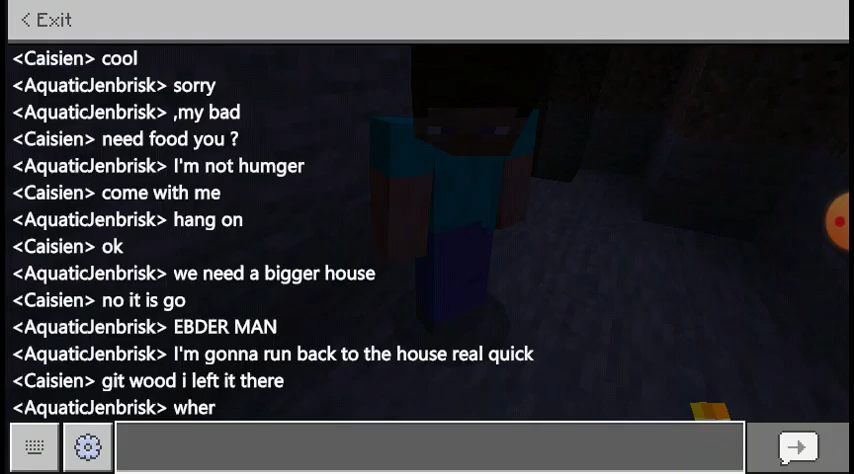 < Exit
<Caisien> cool
<AquaticJenbrisk> sorry
<AquaticJenbrisk> ,my bad
<Caisien> need food you ?
<AquaticJenbrisk> I'm not humger
<Caisien> come with me
<AquaticJenbrisk> hang on
<Caisien> ok
<AquaticJenbrisk> we need a bigger house
<Caisien> no it is go
<AquaticJenbrisk> EBDER MAN
<AquaticJenbrisk> I'm gonna run back to the house real quick
<Caisien> git wood i left it there
<AquaticJenbrisk> wher